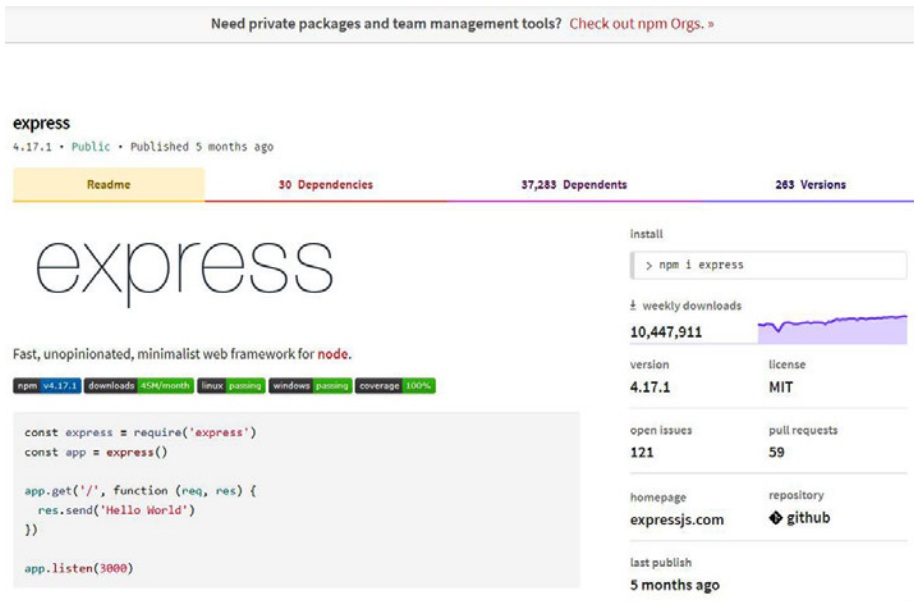 Need private packages and team management tools? Check out npm Orgs. »
express
4.17.1 • Public • Published 5 months ago
Readme
30 Dependencies
37,283 Dependents
263 Versions
express
Fast, unopinionated, minimalist web framework for node.
npm v4.17.1 downloads 45M/month linux passing windows passing coverage 100%
const express = require('express')
const app = express()
app.get('/', function (req, res) {
  res.send('Hello World')
})
app.listen(3000)
install
> npm i express
weekly downloads
10,447,911
version
4.17.1
license
MIT
open issues
121
pull requests
59
homepage
expressjs.com
repository
github
last publish
5 months ago